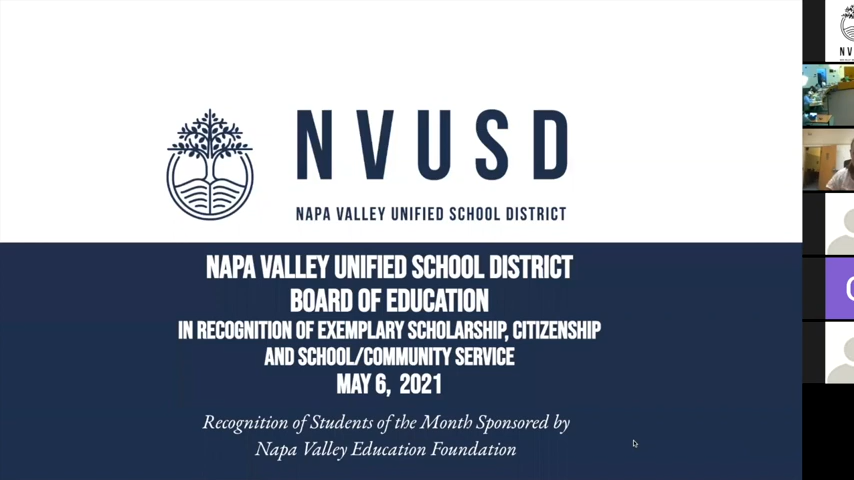 NVUSD
NAPA VALLEY UNIFIED SCHOOL DISTRICT
NAPA VALLEY UNIFIED SCHOOL DISTRICT
BOARD OF EDUCATION
IN RECOGNITION OF EXEMPLARY SCHOLARSHIP, CITIZENSHIP
AND SCHOOL/COMMUNITY SERVICE
MAY 6, 2021
Recognition of Students of the Month Sponsored by
Napa Valley Education Foundation